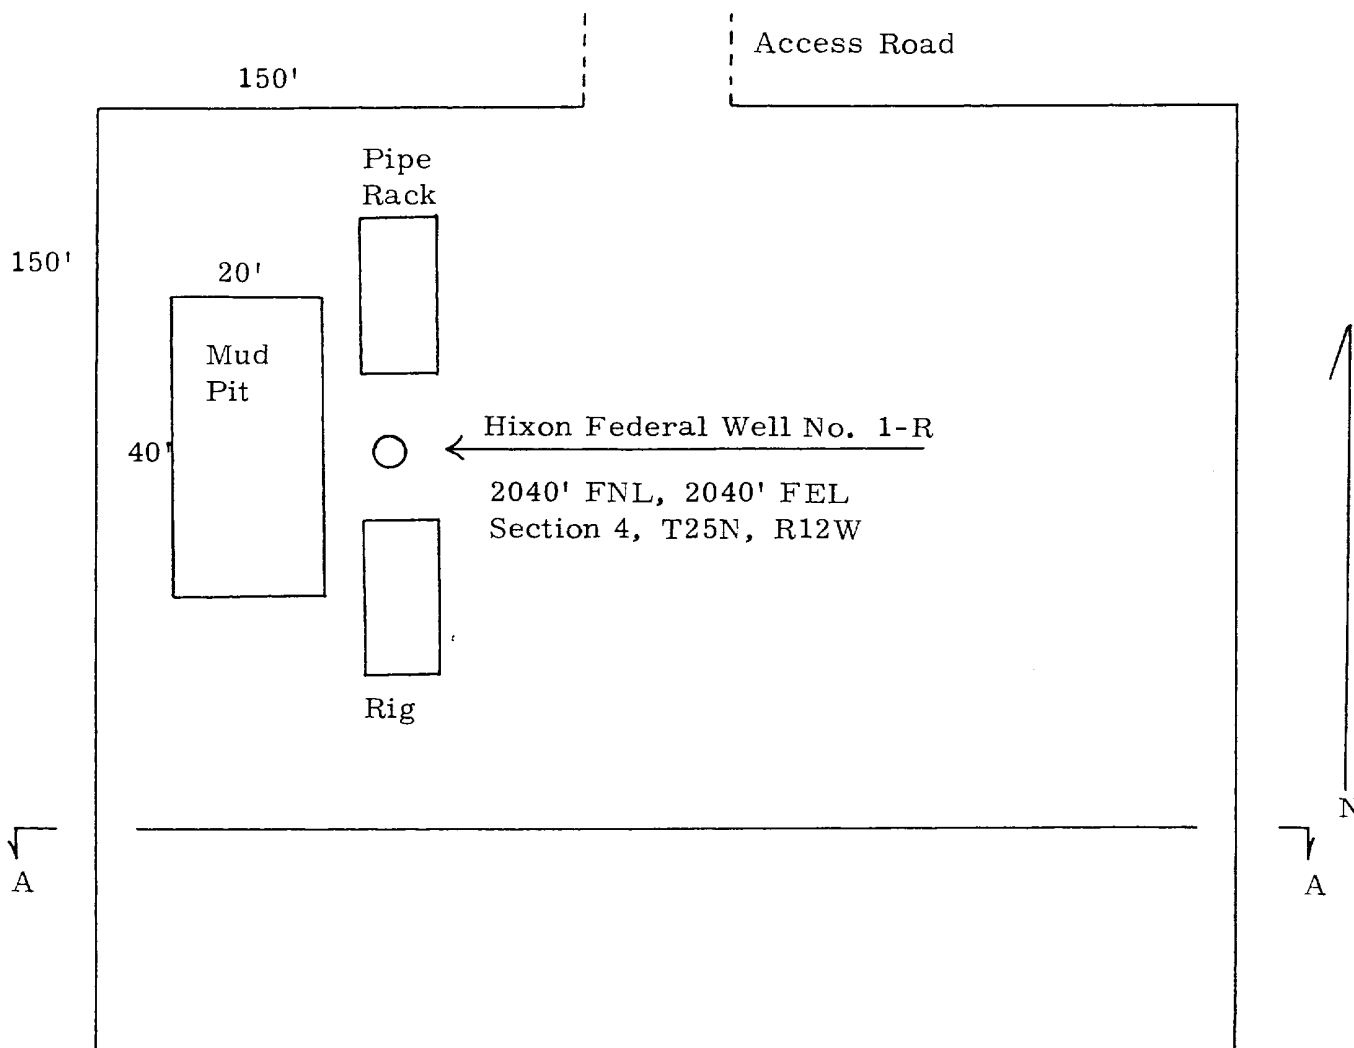 Access Road
150'
Pipe
Rack
150'
20'
Mud
Pit
40'
Hixon Federal Well No. 1-R
2040' FNL, 2040' FEL
Section 4, T25N, R12W
Rig
N
A
A